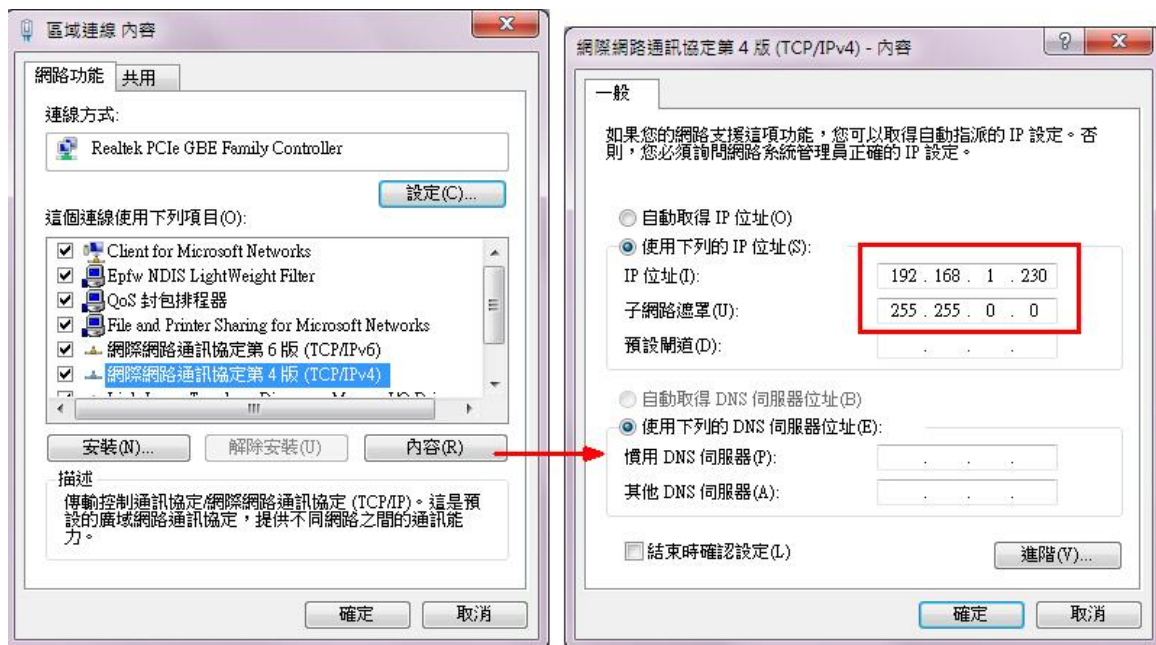 區域連線 內容
網路功能
共用
連線方式:
Realtek PCIe GBE Family Controller
設定(C)...
這個連線使用下列項目(O):
Client for Microsoft Networks
Epfw NDIS LightWeight Filter
QoS 封包排程器
File and Printer Sharing for Microsoft Networks
網際網路通訊協定第 6 版 (TCP/IPv6)
網際網路通訊協定第 4 版 (TCP/IPv4)
安裝(N)...
解除安裝(U)
內容(R)
描述
傳輸控制通訊協定/網際網路通訊協定 (TCP/IP)。這是預
設的廣域網路通訊協定，提供不同網路之間的通訊能
力。
確定
取消
網際網路通訊協定第 4 版 (TCP/IPv4) - 內容
一般
如果您的網路支援這項功能，您可以取得自動指派的 IP 設定。否
則，您必須詢問網路系統管理員正確的 IP 設定。
自動取得 IP 位址(O)
使用下列的 IP 位址(S):
IP 位址(I): 192 . 168 . 1 . 230
子網路遮罩(U): 255 . 255 . 0 . 0
預設閘道(D): . . .
自動取得 DNS 伺服器位址(B)
使用下列的 DNS 伺服器位址(E):
慣用 DNS 伺服器(P): . . .
其他 DNS 伺服器(A): . . .
結束時確認設定(L)
進階(V)...
確定
取消